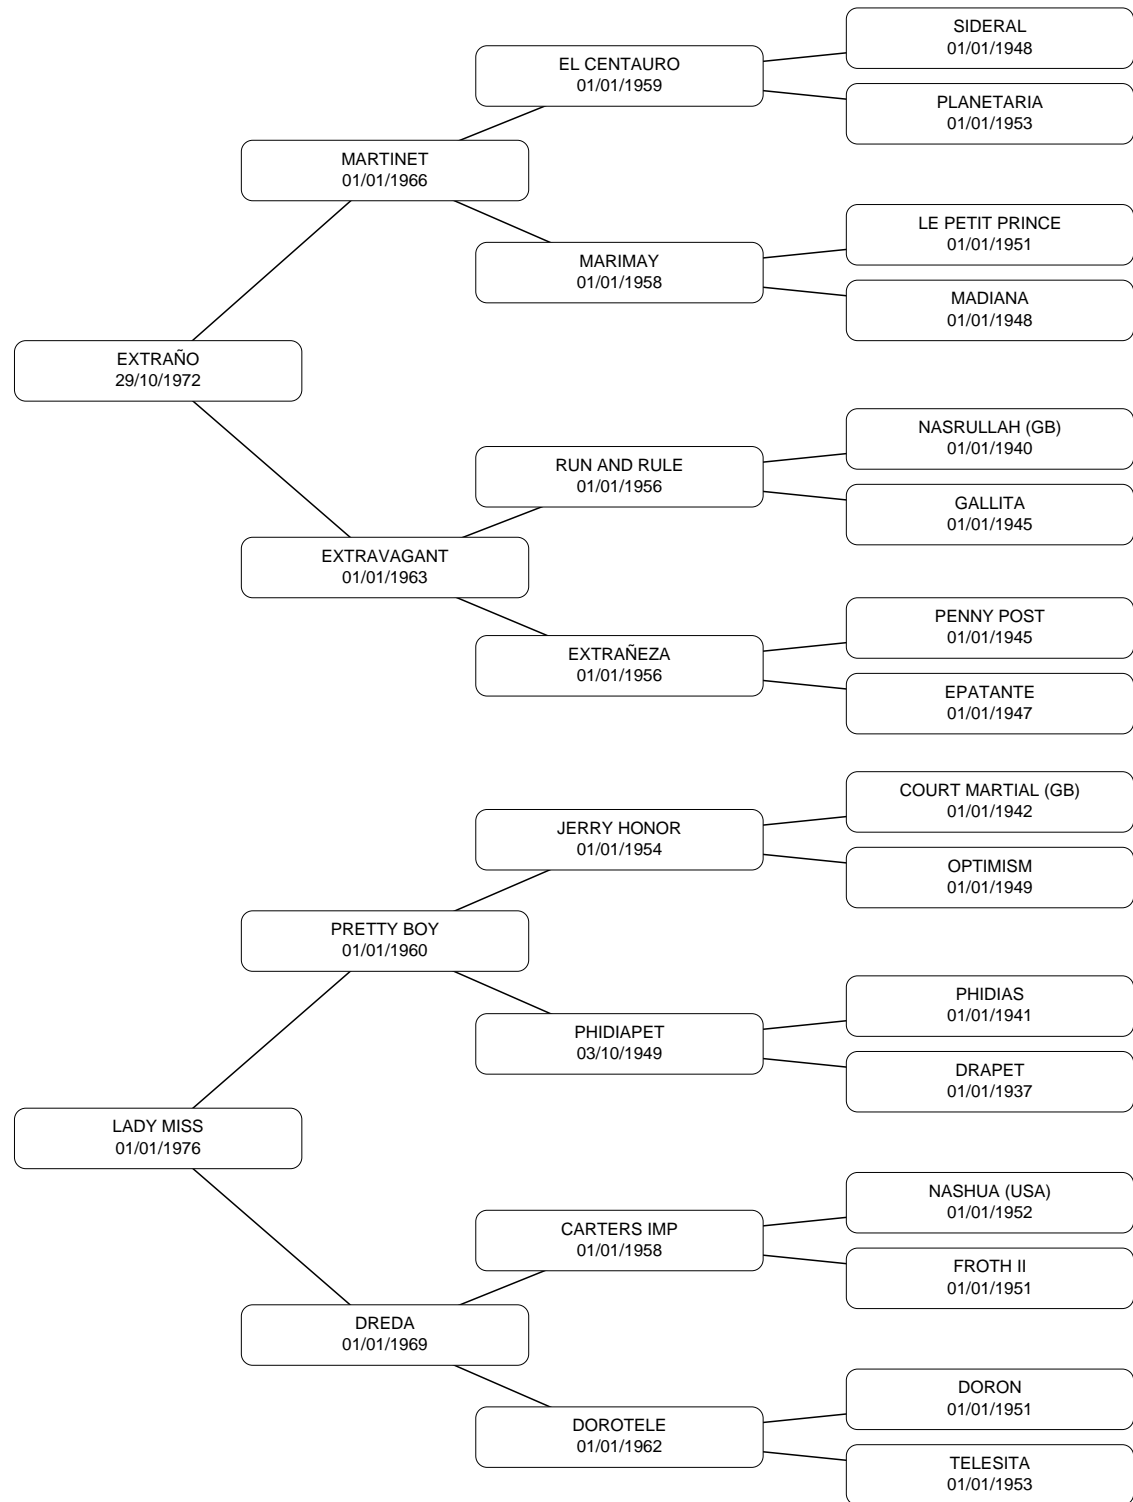 SIDERAL
01/01/1948
EL CENTAURO
01/01/1959
PLANETARIA
01/01/1953
MARTINET
01/01/1966
LE PETIT PRINCE
01/01/1951
MARIMAY
01/01/1958
MADIANA
01/01/1948
EXTRAÑO
29/10/1972
NASRULLAH (GB)
01/01/1940
RUN AND RULE
01/01/1956
GALLITA
01/01/1945
EXTRAVAGANT
01/01/1963
PENNY POST
01/01/1945
EXTRAÑEZA
01/01/1956
EPATANTE
01/01/1947
COURT MARTIAL (GB)
01/01/1942
JERRY HONOR
01/01/1954
OPTIMISM
01/01/1949
PRETTY BOY
01/01/1960
PHIDIAS
01/01/1941
PHIDIAPET
03/10/1949
DRAPET
01/01/1937
LADY MISS
01/01/1976
NASHUA (USA)
01/01/1952
CARTERS IMP
01/01/1958
FROTH II
01/01/1951
DREDA
01/01/1969
DORON
01/01/1951
DOROTELE
01/01/1962
TELESITA
01/01/1953